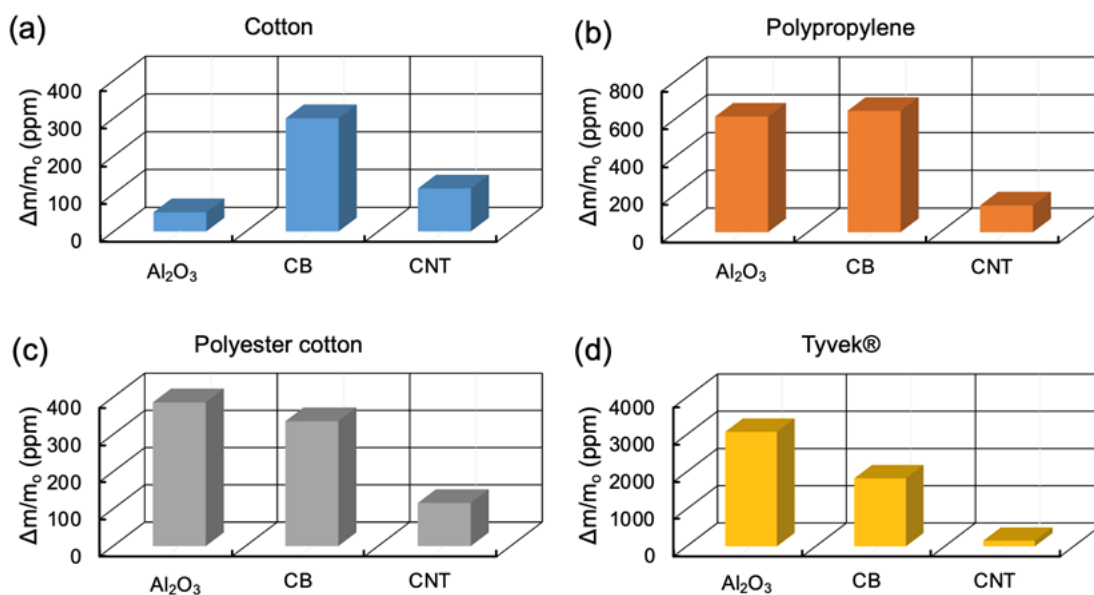 (a)
Cotton
Δm/mₒ (ppm)
400
300
200
100
0
Al₂O₃
CB
CNT
(b)
Polypropylene
Δm/mₒ (ppm)
800
600
400
200
0
Al₂O₃
CB
CNT
(c)
Polyester cotton
Δm/mₒ (ppm)
400
300
200
100
0
Al₂O₃
CB
CNT
(d)
Tyvek®
Δm/mₒ (ppm)
4000
3000
2000
1000
0
Al₂O₃
CB
CNT